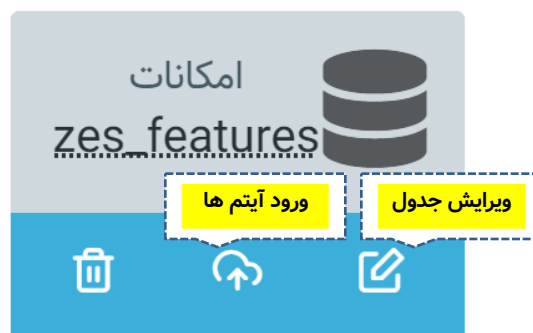 امکانات
zes_features
ویرایش جدول
ورود آیتم ها